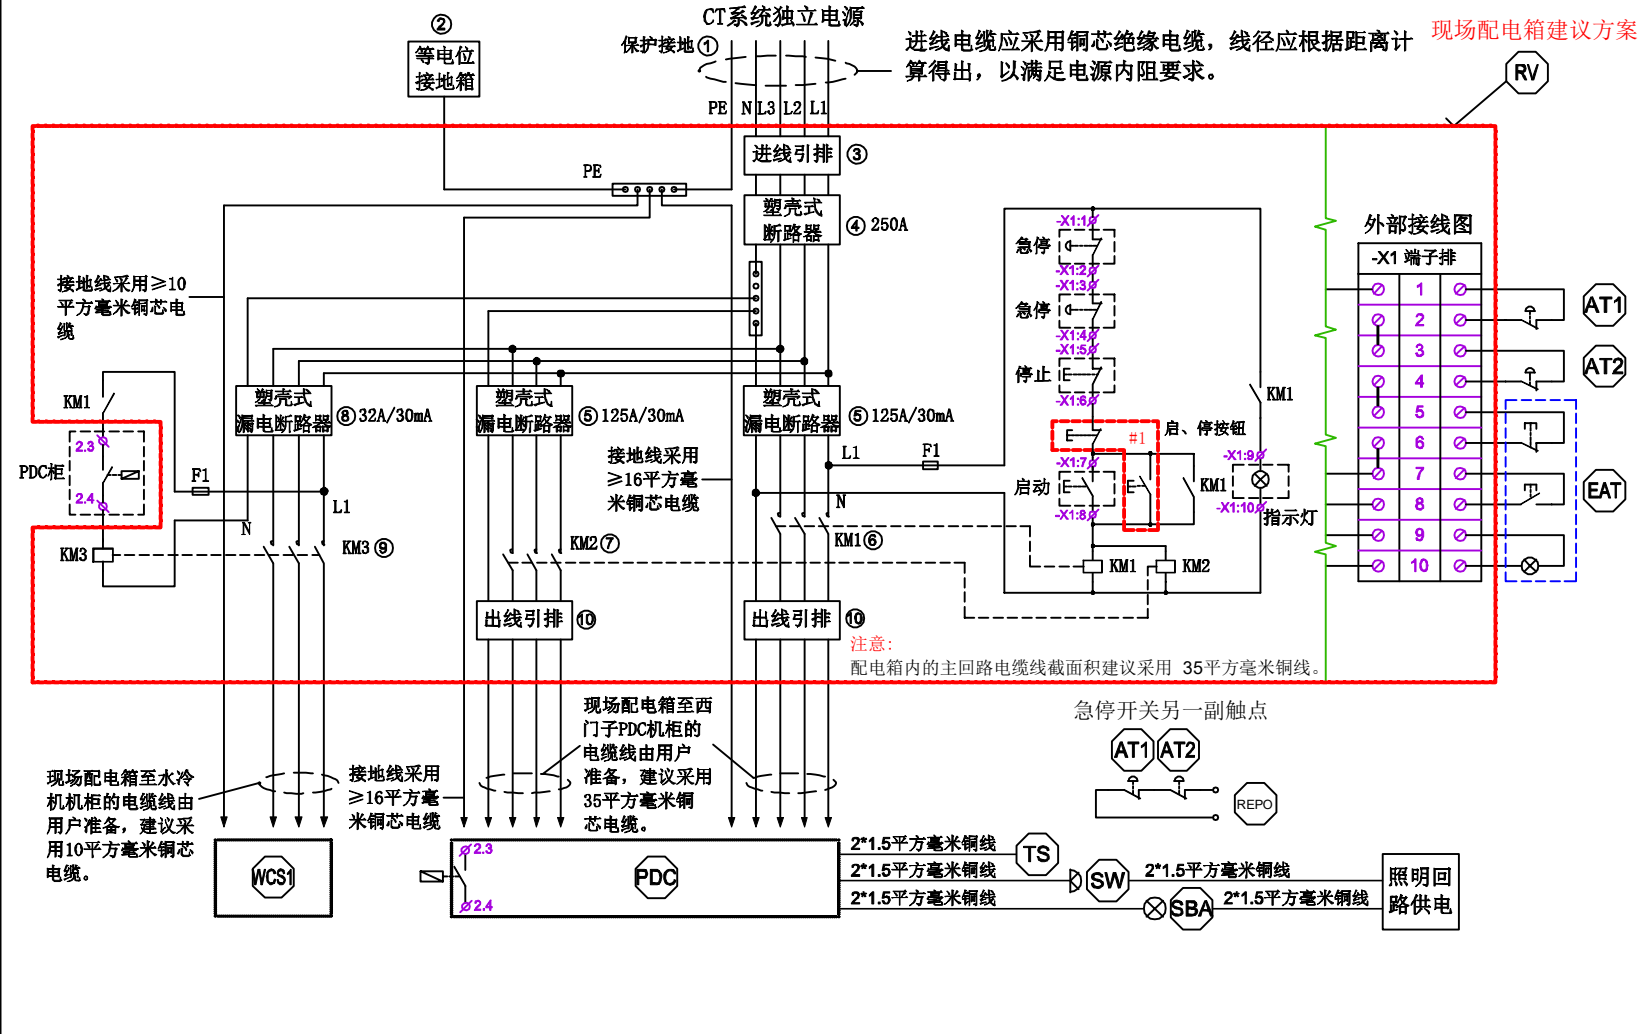 CT系统独立电源
②
等电位
接地箱
保护接地①
进线电缆应采用铜芯绝缘电缆，线径应根据距离计
算得出，以满足电源内阻要求。
现场配电箱建议方案
RV
PE N L3 L2 L1
进线引排 ③
PE
塑壳式
断路器 ④ 250A
接地线采用≥10
平方毫米铜芯电
缆
-X1:1
急停
-X1:2
-X1:3
急停
-X1:4
-X1:5
停止
-X1:6
#1
启、停按钮
-X1:7
启动
-X1:8
KM1
KM1
-X1:9
-X1:10
指示灯
KM1
KM2
外部接线图
-X1 端子排
1
2
3
4
5
6
7
8
9
10
AT1
AT2
EAT
KM1
2.3
PDC柜
2.4
F1
KM3
塑壳式
漏电断路器 ⑧ 32A/30mA
塑壳式
漏电断路器 ⑤ 125A/30mA
塑壳式
漏电断路器 ⑤ 125A/30mA
接地线采用
≥16平方毫
米铜芯电缆
L1
F1
N
L1
N
KM3⑨
KM2⑦
KM1⑥
出线引排 ⑩
出线引排 ⑩
注意:
配电箱内的主回路电缆线截面积建议采用 35平方毫米铜线。
现场配电箱至水冷
机机柜的电缆线由
用户准备，建议采
用10平方毫米铜芯
电缆。
接地线采用
≥16平方毫
米铜芯电缆
现场配电箱至西
门子PDC机柜的
电缆线由用户
准备，建议采用
35平方毫米铜
芯电缆。
急停开关另一副触点
AT1 AT2
REPO
WCS1
2.3
2.4
PDC
2*1.5平方毫米铜线
TS
2*1.5平方毫米铜线
SW
2*1.5平方毫米铜线
2*1.5平方毫米铜线
SBA
2*1.5平方毫米铜线
照明回
路供电